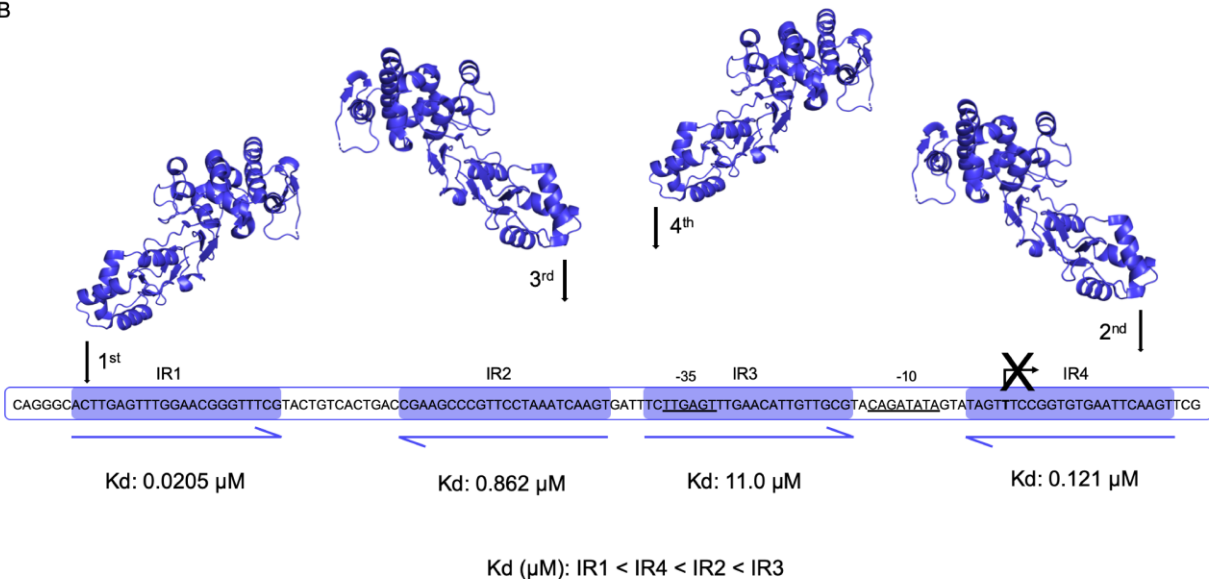 B
4th
3rd
2nd
1st
IR1 IR2 -35 IR3 -10 IR4
CAGGGCACTTGAGTTTGGAACGGGTTTCGTACTGTCACTGACCGAAGCCCGTTCCTAAATCAAGTGATTTCTTGAGTTTGAACATTGTTGCGTACAGATATAGTATAGTTTCCGGTGTGAATTCAAGTTCG
Kd: 0.0205 µM Kd: 0.862 µM Kd: 11.0 µM Kd: 0.121 µM
Kd (µM): IR1 < IR4 < IR2 < IR3